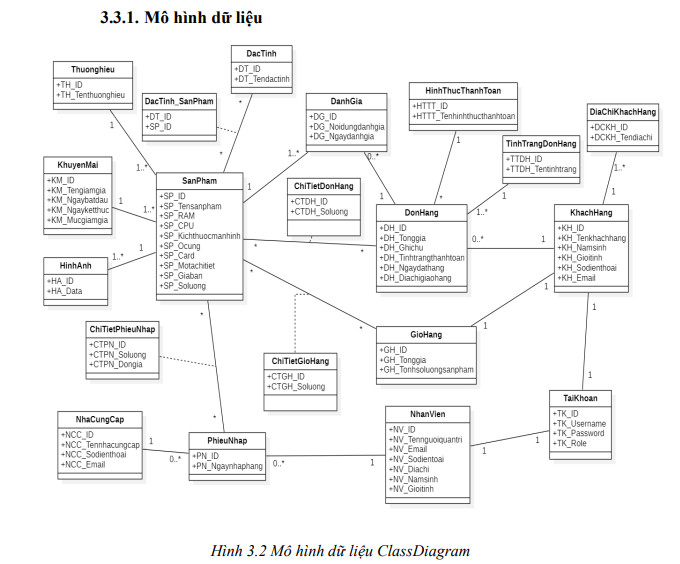 3.3.1. Mô hình dữ liệu
Thuonghieu
+TH_ID
+TH_Tenthuonghieu
1
1..*
DacTinh
+DT_ID
+DT_Tendactinh
*
*
DacTinh_SanPham
+DT_ID
+SP_ID
KhuyenMai
+KM_ID
+KM_Tengiamgia
+KM_Ngaybatdau
+KM_Ngayketthuc
+KM_Mucgiamgia
1
1..*
HinhAnh
+HA_ID
+HA_Data
1..*
1
SanPham
+SP_ID
+SP_Tensanpham
+SP_RAM
+SP_CPU
+SP_Kichthuocmanhinh
+SP_Ocung
+SP_Card
+SP_Motachitiet
+SP_Giaban
+SP_Soluong
DanhGia
+DG_ID
+DG_Noidungdanhgia
+DG_Ngaydanhgia
1
1..*
0..*
1
ChiTietDonHang
+CTDH_ID
+CTDH_Soluong
*
*
HinhThucThanhToan
+HTTT_ID
+HTTT_Tenhinhthucthanhtoan
1
*
TinhTrangDonHang
+TTDH_ID
+TTDH_Tentinhtrang
1
1..*
DiaChiKhachHang
+DCKH_ID
+DCKH_Tendiachi
1..*
1
DonHang
+DH_ID
+DH_Tonggia
+DH_Ghichu
+DH_Tinhtrangthanhtoan
+DH_Ngaydathang
+DH_Diachigiaohang
0..*
1
KhachHang
+KH_ID
+KH_Tenkhachhang
+KH_Namsinh
+KH_Gioitinh
+KH_Sodienthoai
+KH_Email
GioHang
+GH_ID
+GH_Tonggia
+GH_Tonhsoluongsanpham
*
*
1
1
ChiTietPhieuNhap
+CTPN_ID
+CTPN_Soluong
+CTPN_Dongia
*
*
ChiTietGioHang
+CTGH_ID
+CTGH_Soluong
1
1
TaiKhoan
+TK_ID
+TK_Username
+TK_Password
+TK_Role
NhaCungCap
+NCC_ID
+NCC_Tennhacungcap
+NCC_Sodienthoai
+NCC_Email
1
0..*
PhieuNhap
+PN_ID
+PN_Ngaynhaphang
0..*
1
NhanVien
+NV_ID
+NV_Tennguoiquantri
+NV_Email
+NV_Sodientoai
+NV_Diachi
+NV_Namsinh
+NV_Gioitinh
1
1
Hình 3.2 Mô hình dữ liệu ClassDiagram